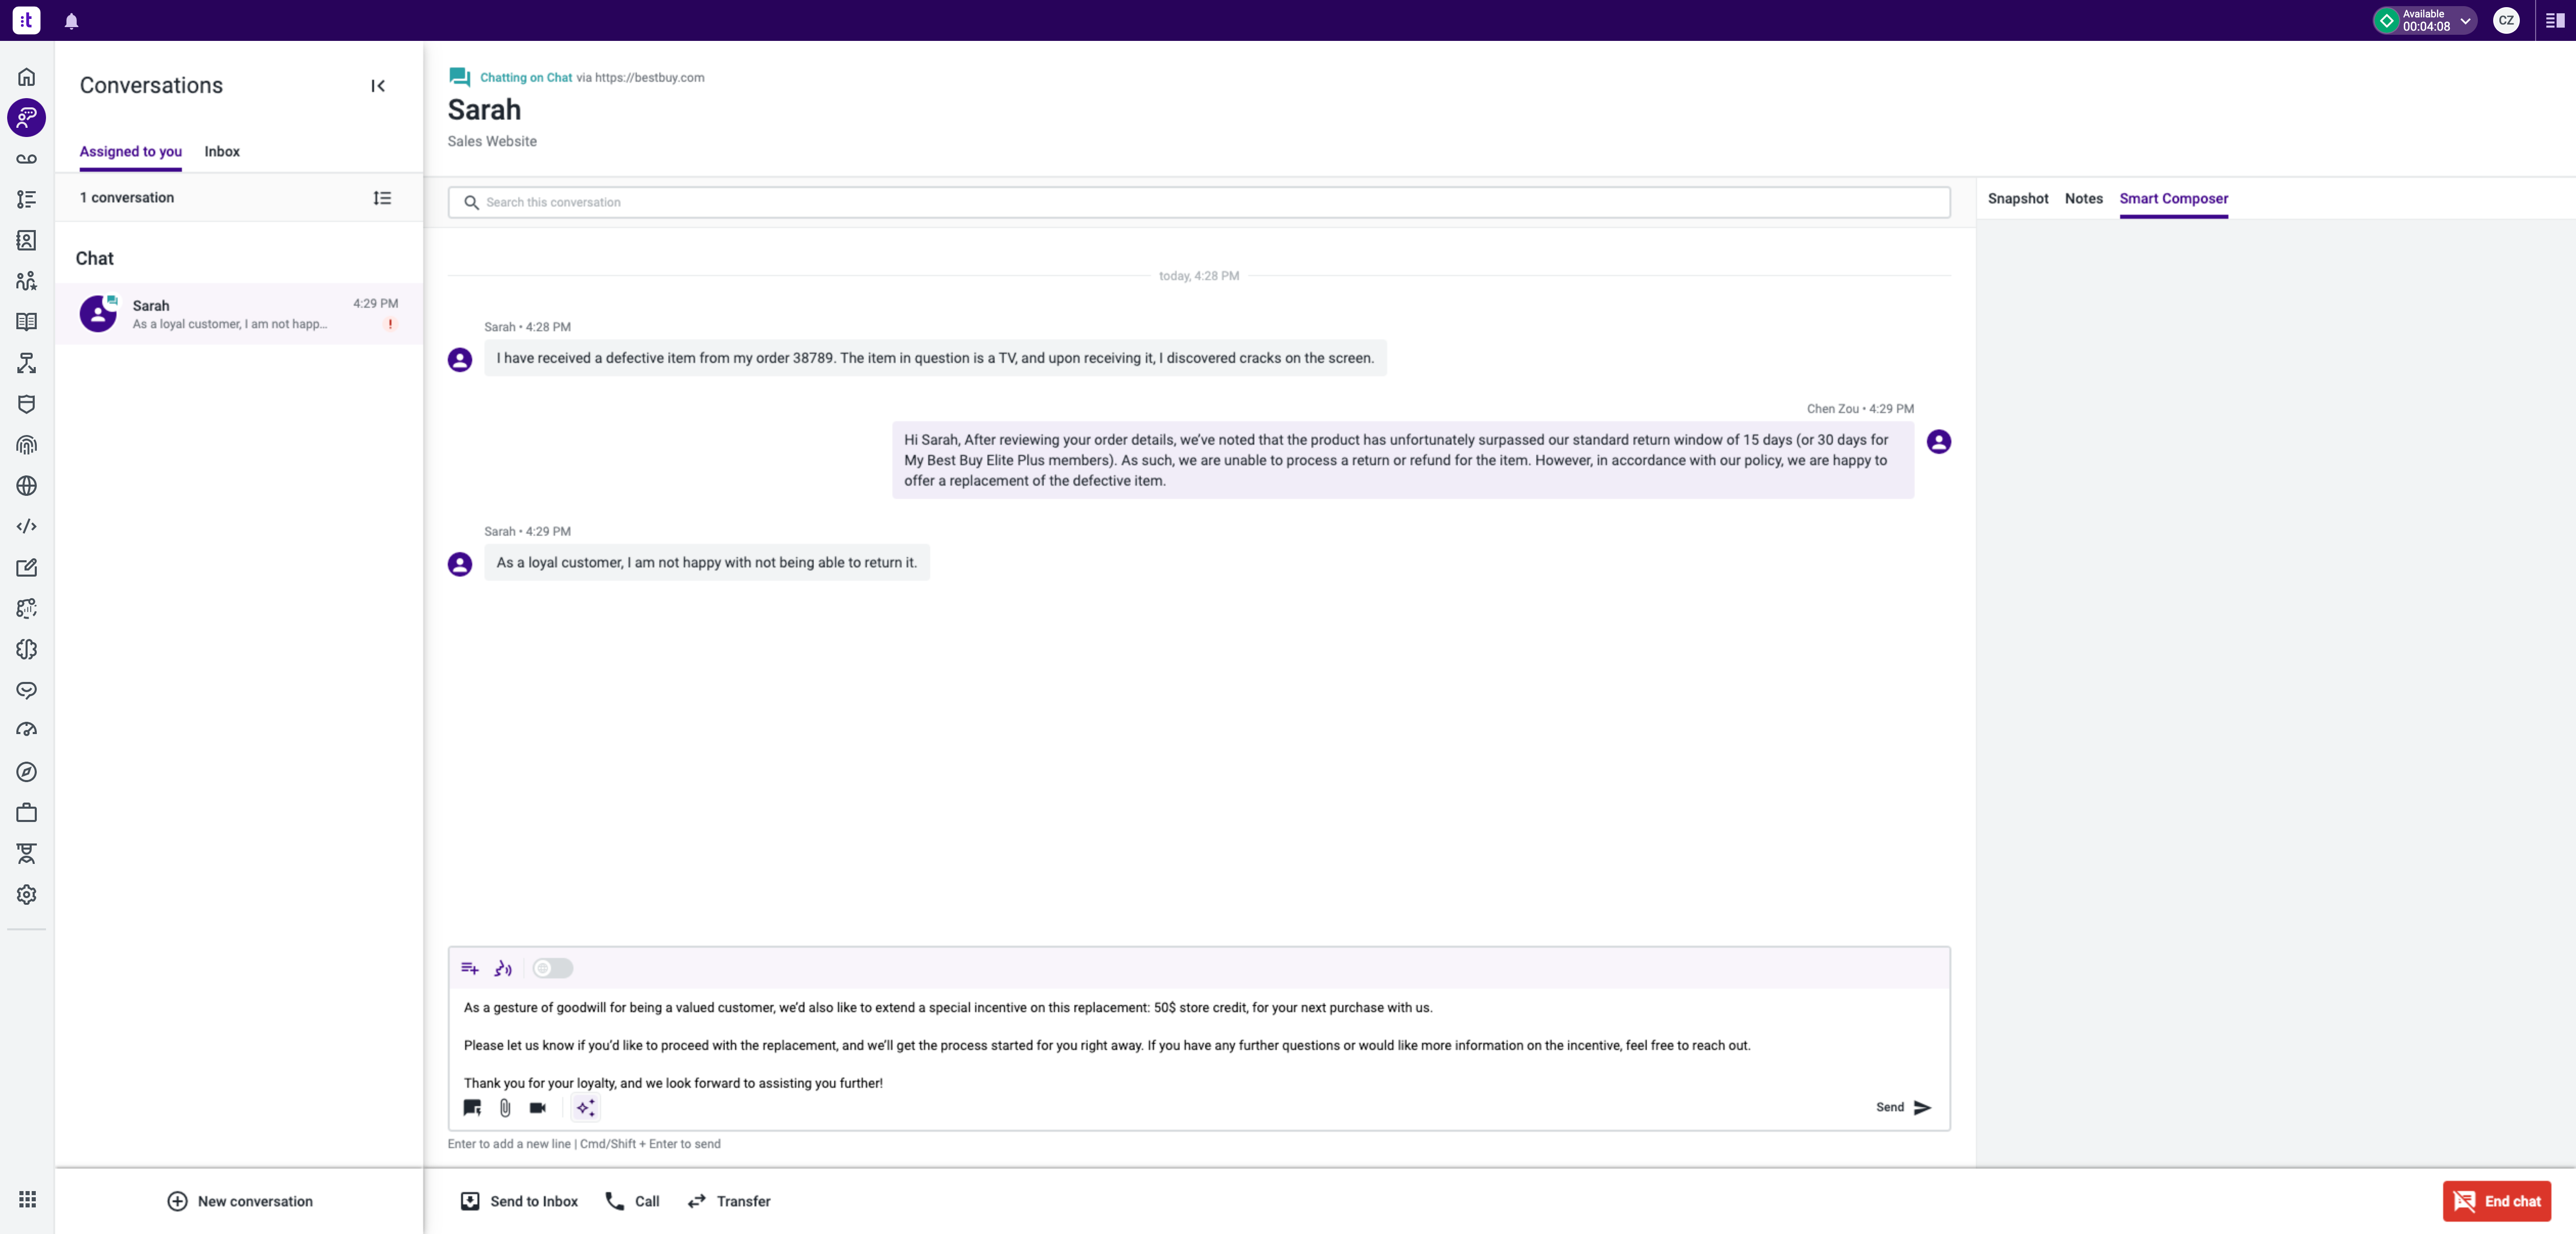 :t
Available
00:04:08
CZ
Conversations
Assigned to you Inbox
1 conversation
Chat
Sarah 4:29 PM
As a loyal customer, I am not happ... !
New conversation
Chatting on Chat via https://bestbuy.com
Sarah
Sales Website
Search this conversation
today, 4:28 PM
Sarah • 4:28 PM
I have received a defective item from my order 38789. The item in question is a TV, and upon receiving it, I discovered cracks on the screen.
Chen Zou • 4:29 PM
Hi Sarah, After reviewing your order details, we've noted that the product has unfortunately surpassed our standard return window of 15 days (or 30 days for
My Best Buy Elite Plus members). As such, we are unable to process a return or refund for the item. However, in accordance with our policy, we are happy to
offer a replacement of the defective item.
Sarah • 4:29 PM
As a loyal customer, I am not happy with not being able to return it.
As a gesture of goodwill for being a valued customer, we'd also like to extend a special incentive on this replacement: 50$ store credit, for your next purchase with us.
Please let us know if you'd like to proceed with the replacement, and we'll get the process started for you right away. If you have any further questions or would like more information on the incentive, feel free to reach out.
Thank you for your loyalty, and we look forward to assisting you further!
Send
Enter to add a new line | Cmd/Shift + Enter to send
Send to Inbox Call Transfer
Snapshot Notes Smart Composer
End chat